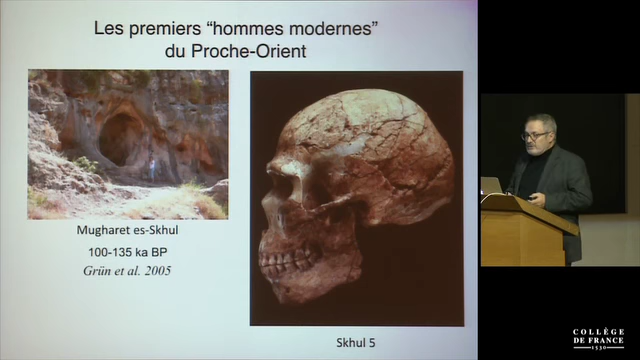 Les premiers “hommes modernes”
du Proche-Orient
Mugharet es-Skhul
100-135 ka BP
Grün et al. 2005
Skhul 5
COLLÈGE
DE FRANCE
1530